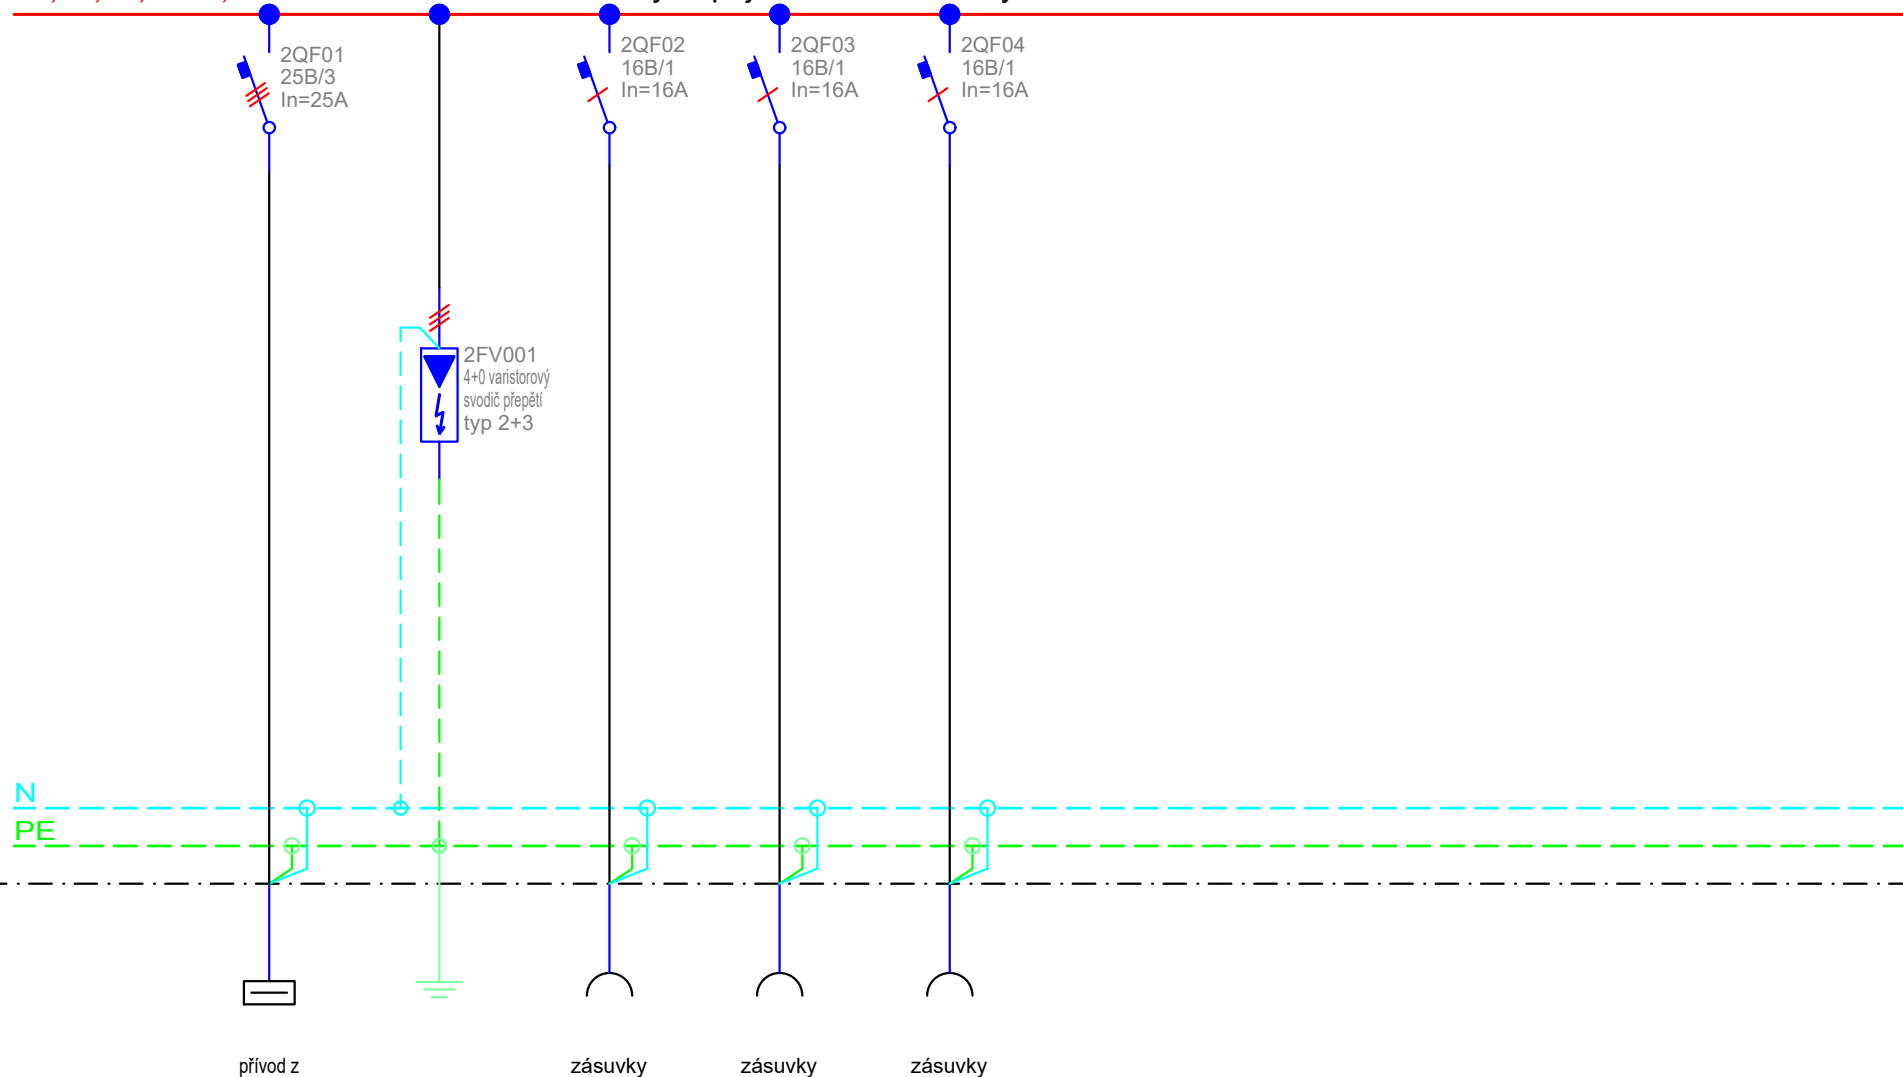 2QF01
25B/3
In=25A
2QF02
16B/1
In=16A
2QF03
16B/1
In=16A
2QF04
16B/1
In=16A
2FV001
4+0 varistorový
svodič přepětí
typ 2+3
N
PE
přívod z
zásuvky
zásuvky
zásuvky